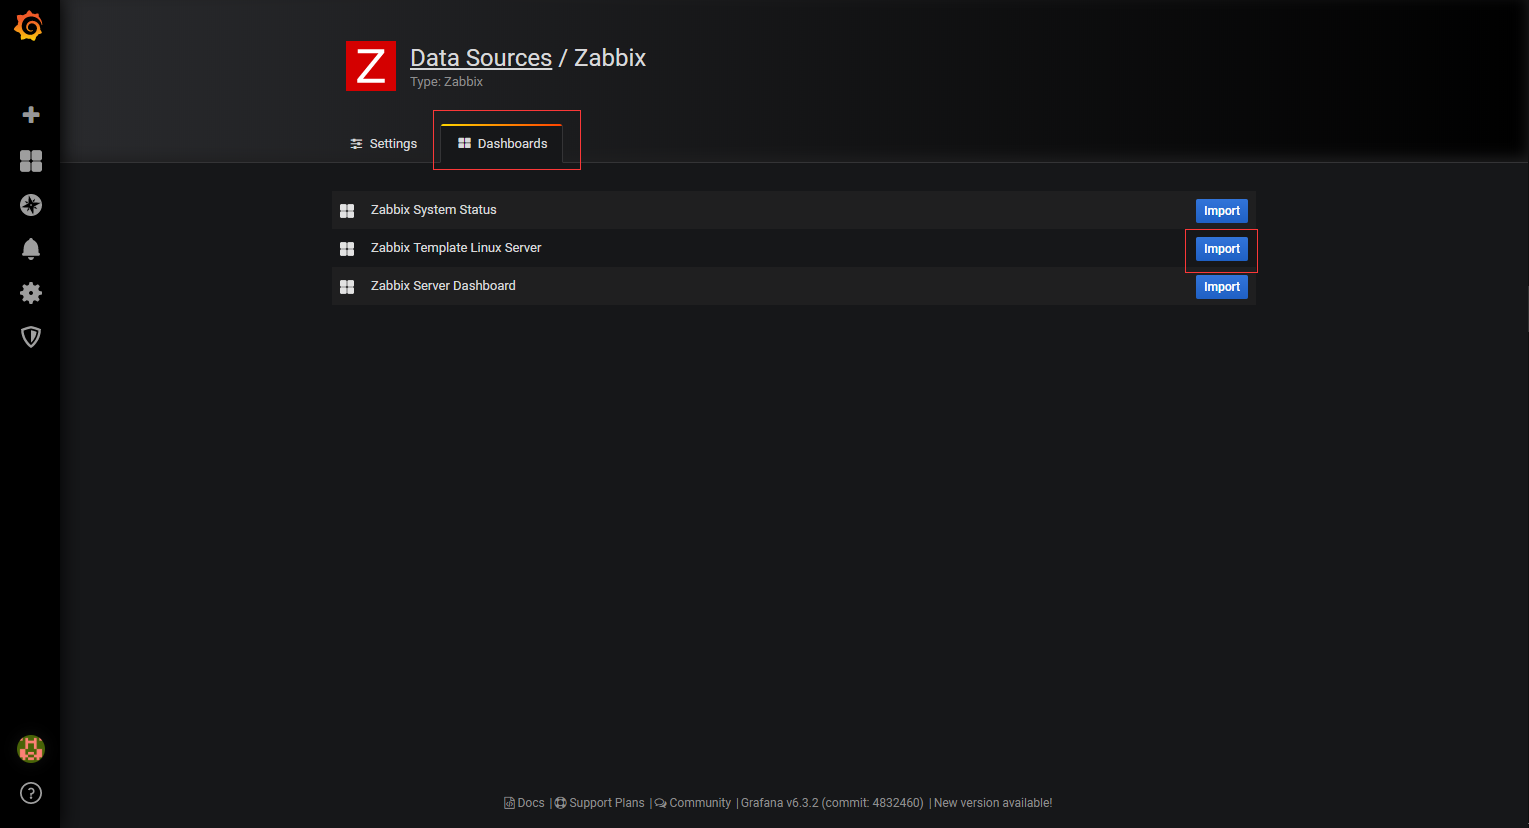 Z
Data Sources / Zabbix
Type: Zabbix
Settings
Dashboards
Zabbix System Status Import
Zabbix Template Linux Server Import
Zabbix Server Dashboard Import
Docs | Support Plans | Community | Grafana v6.3.2 (commit: 4832460) | New version available!